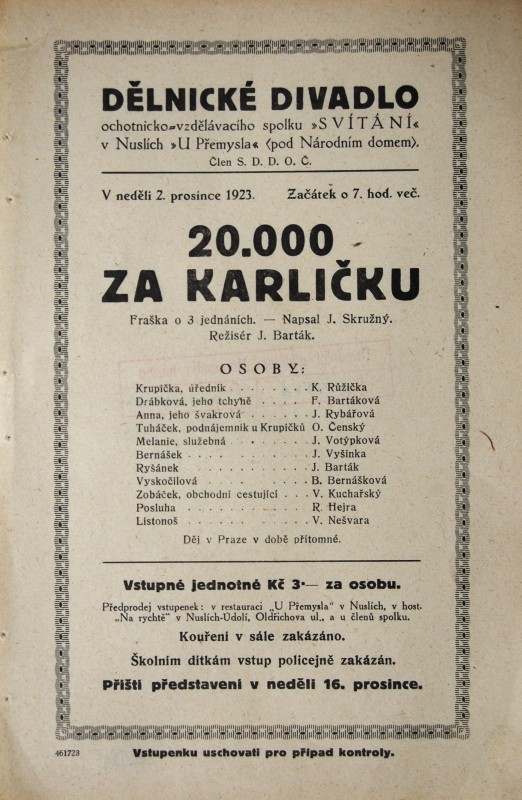 DĚLNICKÉ DIVADLO
ochotnicko-vzdělávacího spolku »SVÍTÁNÍ«
v Nuslích »U Přemysla« (pod Národním domem).
Člen S. D. D. O. Č.
V neděli 2. prosince 1923. Začátek o 7. hod. več.
20.000
ZA KARLIČKU
Fraška o 3 jednáních. — Napsal J. Skružný.
Režisér J. Barták.
OSOBY:
Krupička, úředník . . . . . . . . K. Růžička
Drábková, jeho tchyně . . . . F. Bartáková
Anna, jeho švakrová . . . . . . J. Rybářová
Tuháček, podnájemník u Krupičků O. Čenský
Melanie, služebná . . . . . . . J. Votýpková
Bernášek . . . . . . . . . . J. Vyšinka
Ryšánek . . . . . . . . . . J. Barták
Vyskočilová . . . . . . . . . B. Bernášková
Zobáček, obchodní cestující . . . V. Kuchařský
Posluha . . . . . . . . . . R. Hejra
Listonoš . . . . . . . . . . V. Nešvara
Děj v Praze v době přítomné.
Vstupné jednotné Kč 3·— za osobu.
Předprodej vstupenek: v restauraci „U Přemysla" v Nuslích, v host.
„Na rychtě" v Nuslích-Údolí, Oldřichova ul., a u členů spolku.
Kouření v sále zakázáno.
Školním dítkám vstup policejně zakázán.
Příští představení v neděli 16. prosince.
461723 Vstupenku uschovati pro případ kontroly.